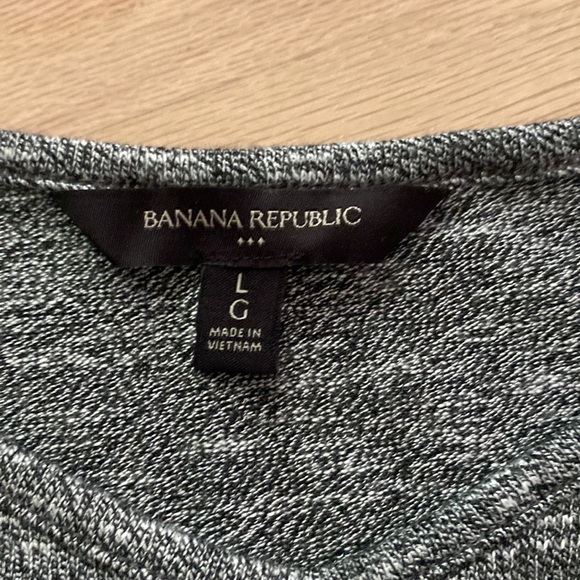 BANANA REPUBLIC
L
G
MADE IN
VIETNAM